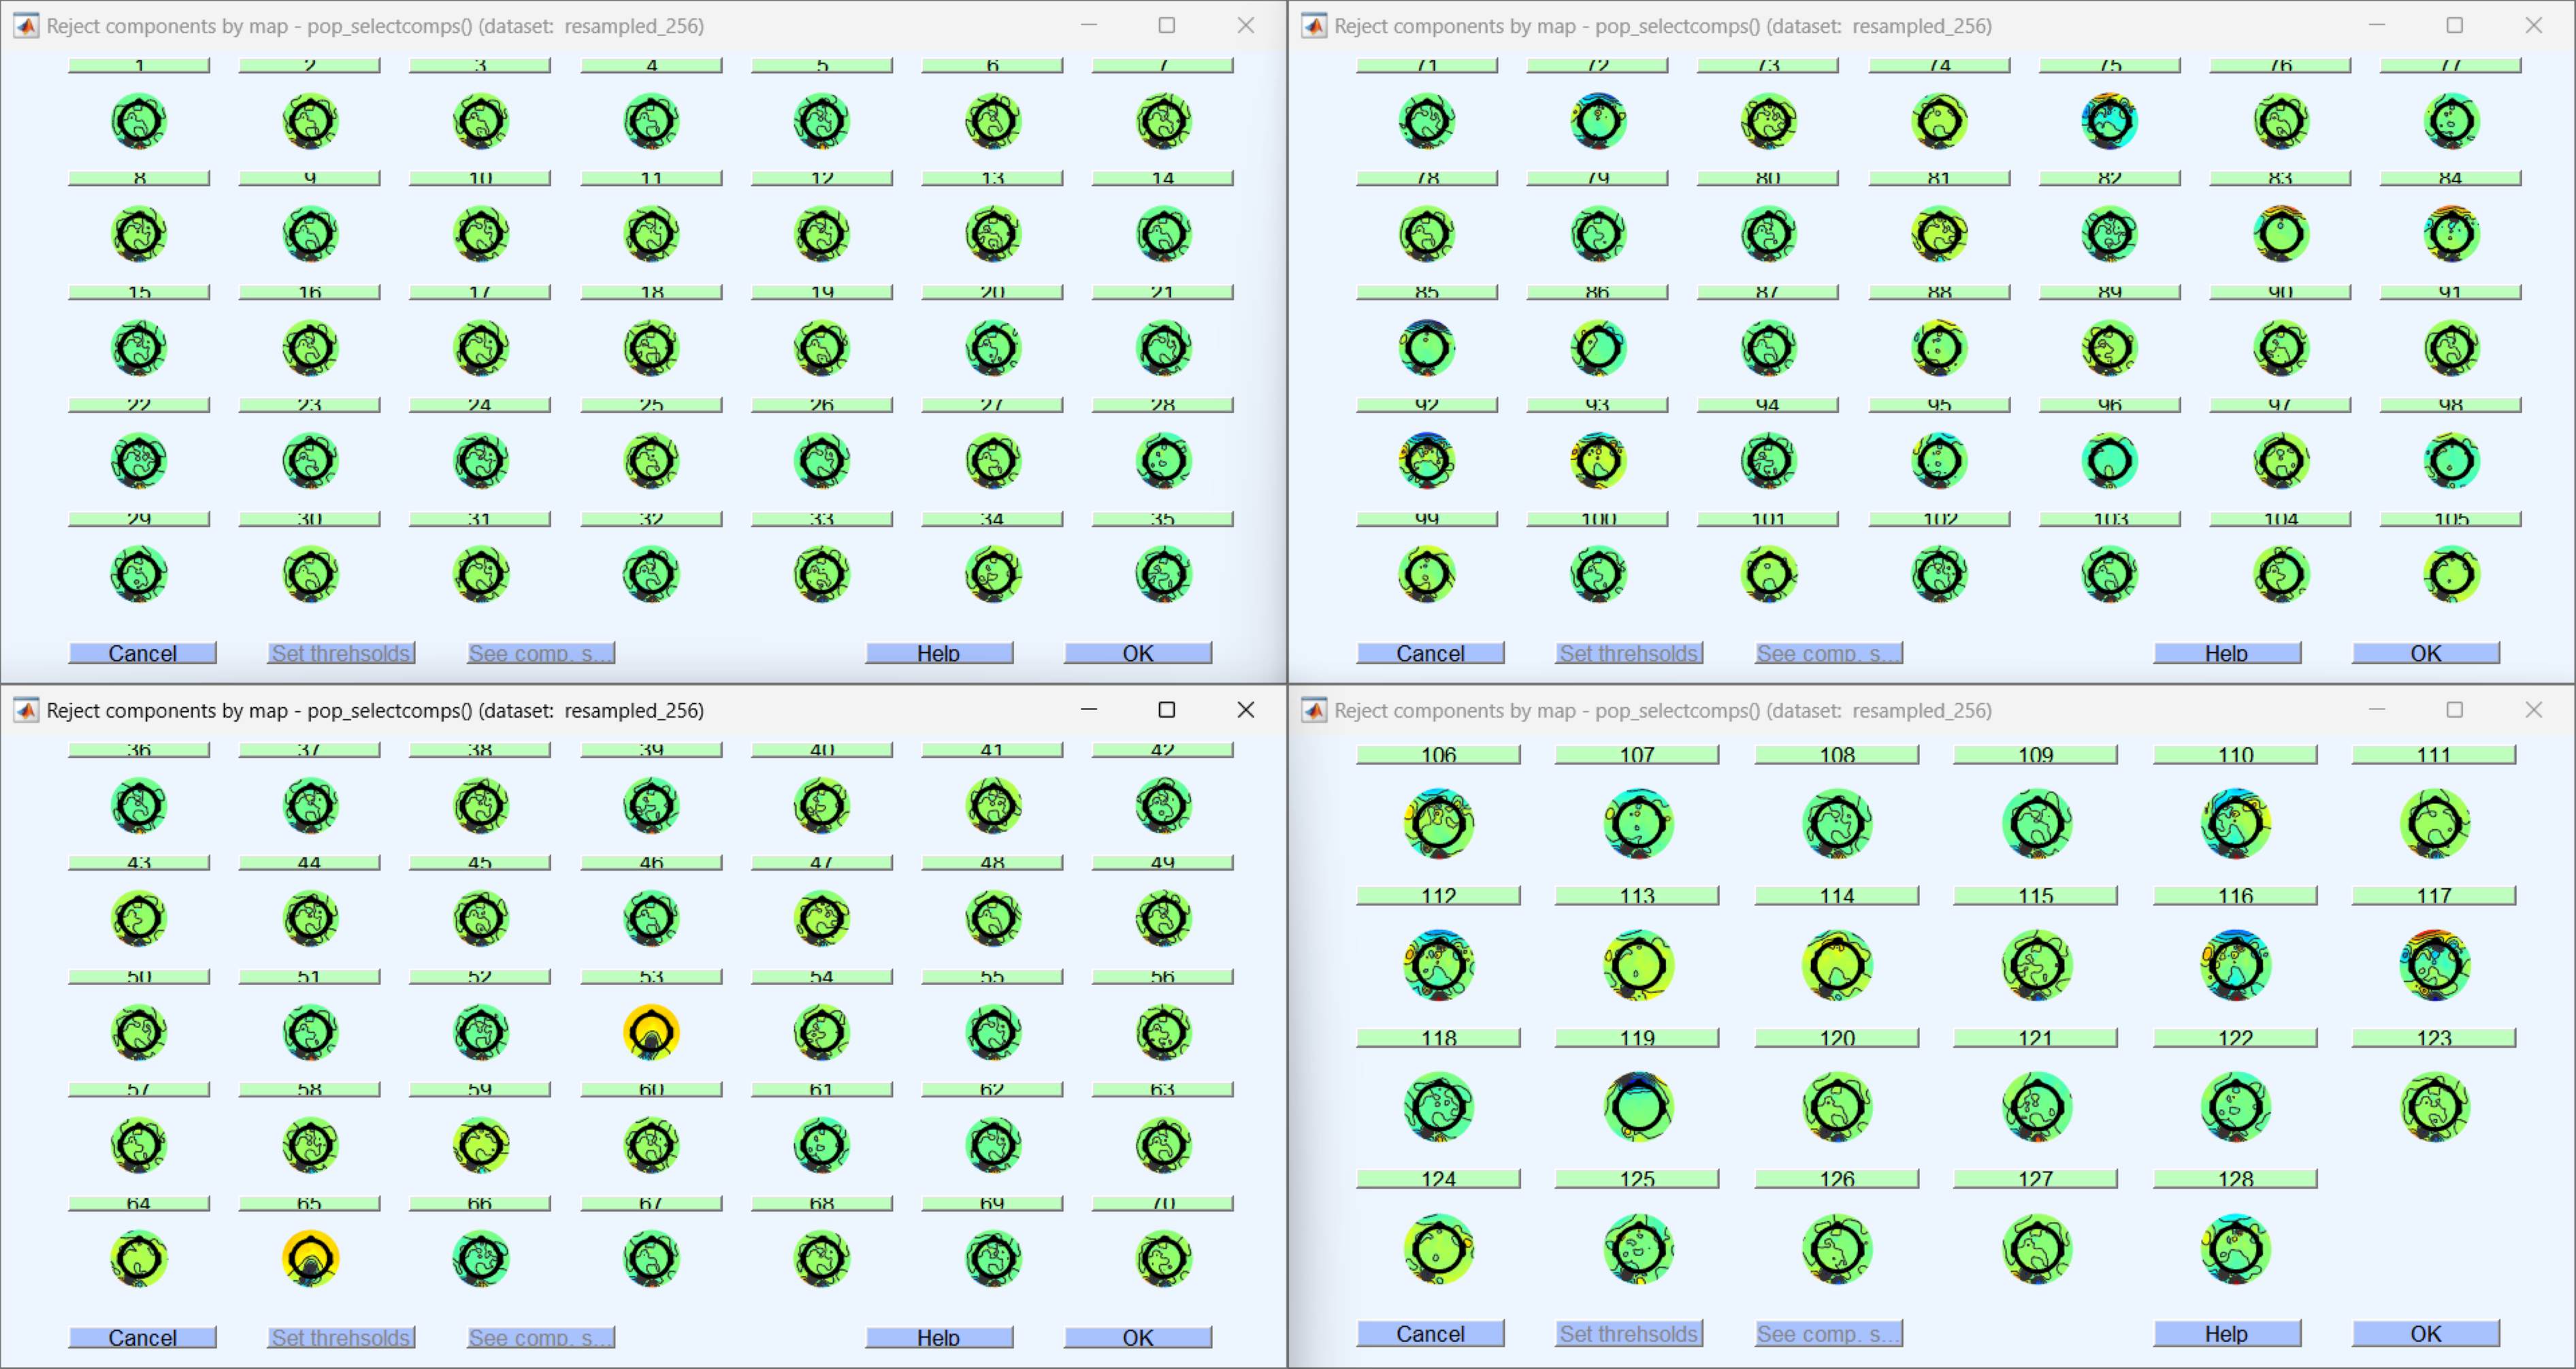 Reject components by map - pop_selectcomps() (dataset: resampled_256)
1 2 3 4 5 6 7
8 9 10 11 12 13 14
15 16 17 18 19 20 21
22 23 24 25 26 27 28
29 30 31 32 33 34 35
Cancel Set threhsolds See comp. s... Help OK
Reject components by map - pop_selectcomps() (dataset: resampled_256)
71 72 73 74 75 76 77
78 79 80 81 82 83 84
85 86 87 88 89 90 91
92 93 94 95 96 97 98
99 100 101 102 103 104 105
Cancel Set threhsolds See comp. s... Help OK
Reject components by map - pop_selectcomps() (dataset: resampled_256)
36 37 38 39 40 41 42
43 44 45 46 47 48 49
50 51 52 53 54 55 56
57 58 59 60 61 62 63
64 65 66 67 68 69 70
Cancel Set threhsolds See comp. s... Help OK
Reject components by map - pop_selectcomps() (dataset: resampled_256)
106 107 108 109 110 111
112 113 114 115 116 117
118 119 120 121 122 123
124 125 126 127 128
Cancel Set threhsolds See comp. s... Help OK